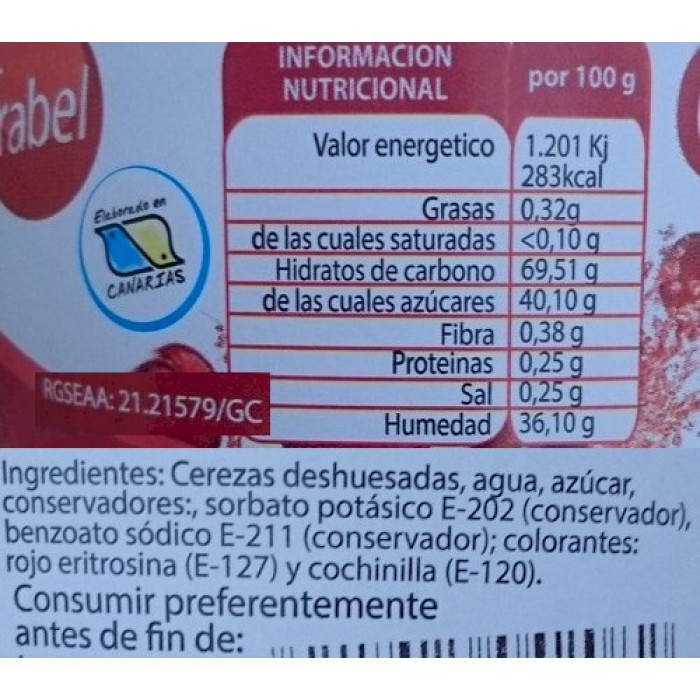 rabel
INFORMACION
NUTRICIONAL
por 100 g
Valor energetico 1.201 Kj
283kcal
Grasas 0,32g
de las cuales saturadas <0,10 g
Hidratos de carbono 69,51 g
de las cuales azúcares 40,10 g
Fibra 0,38 g
Proteinas 0,25 g
Sal 0,25 g
Humedad 36,10 g
Elaborado en
CANARIAS
RGSEAA: 21.21579/GC
Ingredientes: Cerezas deshuesadas, agua, azúcar,
conservadores:, sorbato potásico E-202 (conservador),
benzoato sódico E-211 (conservador); colorantes:
rojo eritrosina (E-127) y cochinilla (E-120).
Consumir preferentemente
antes de fin de: